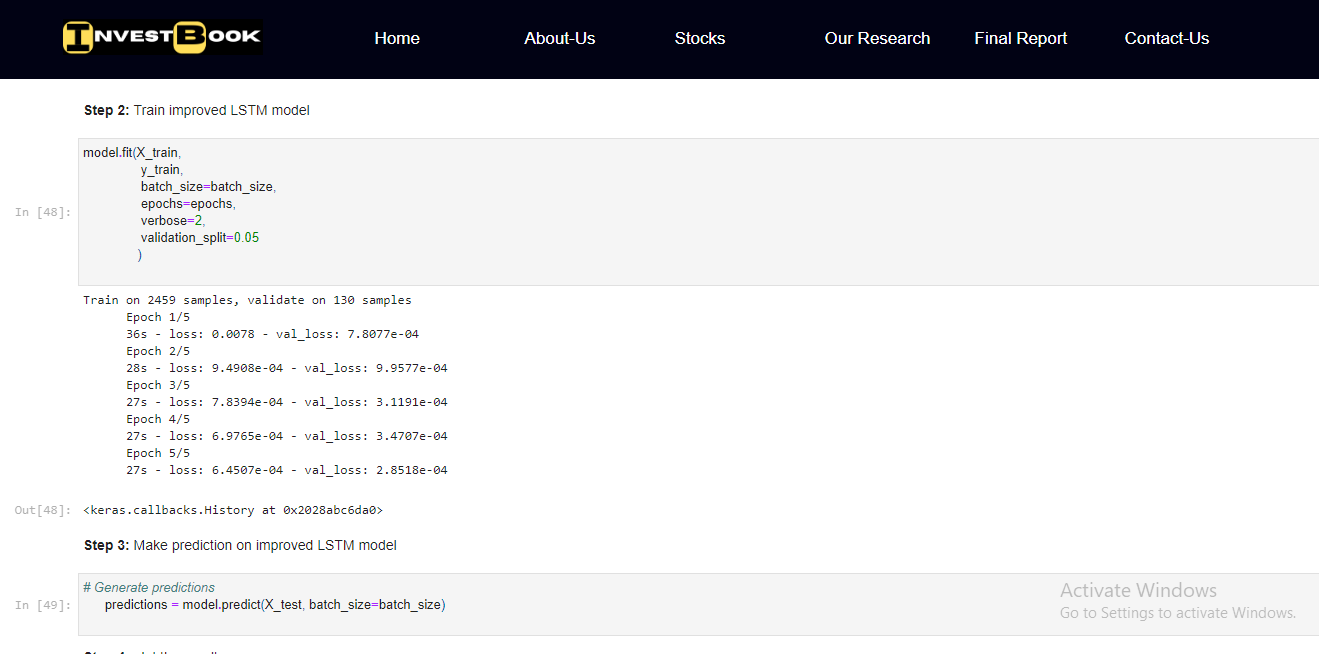 INVESTBOOK
Home
About-Us
Stocks
Our Research
Final Report
Contact-Us
Step 2: Train improved LSTM model
In [48]:
model.fit(X_train,
y_train,
batch_size=batch_size,
epochs=epochs,
verbose=2,
validation_split=0.05
)
Train on 2459 samples, validate on 130 samples
Epoch 1/5
36s - loss: 0.0078 - val_loss: 7.8077e-04
Epoch 2/5
28s - loss: 9.4908e-04 - val_loss: 9.9577e-04
Epoch 3/5
27s - loss: 7.8394e-04 - val_loss: 3.1191e-04
Epoch 4/5
27s - loss: 6.9765e-04 - val_loss: 3.4707e-04
Epoch 5/5
27s - loss: 6.4507e-04 - val_loss: 2.8518e-04
Out[48]: <keras.callbacks.History at 0x2028abc6da0>
Step 3: Make prediction on improved LSTM model
In [49]:
# Generate predictions
predictions = model.predict(X_test, batch_size=batch_size)
Activate Windows
Go to Settings to activate Windows.